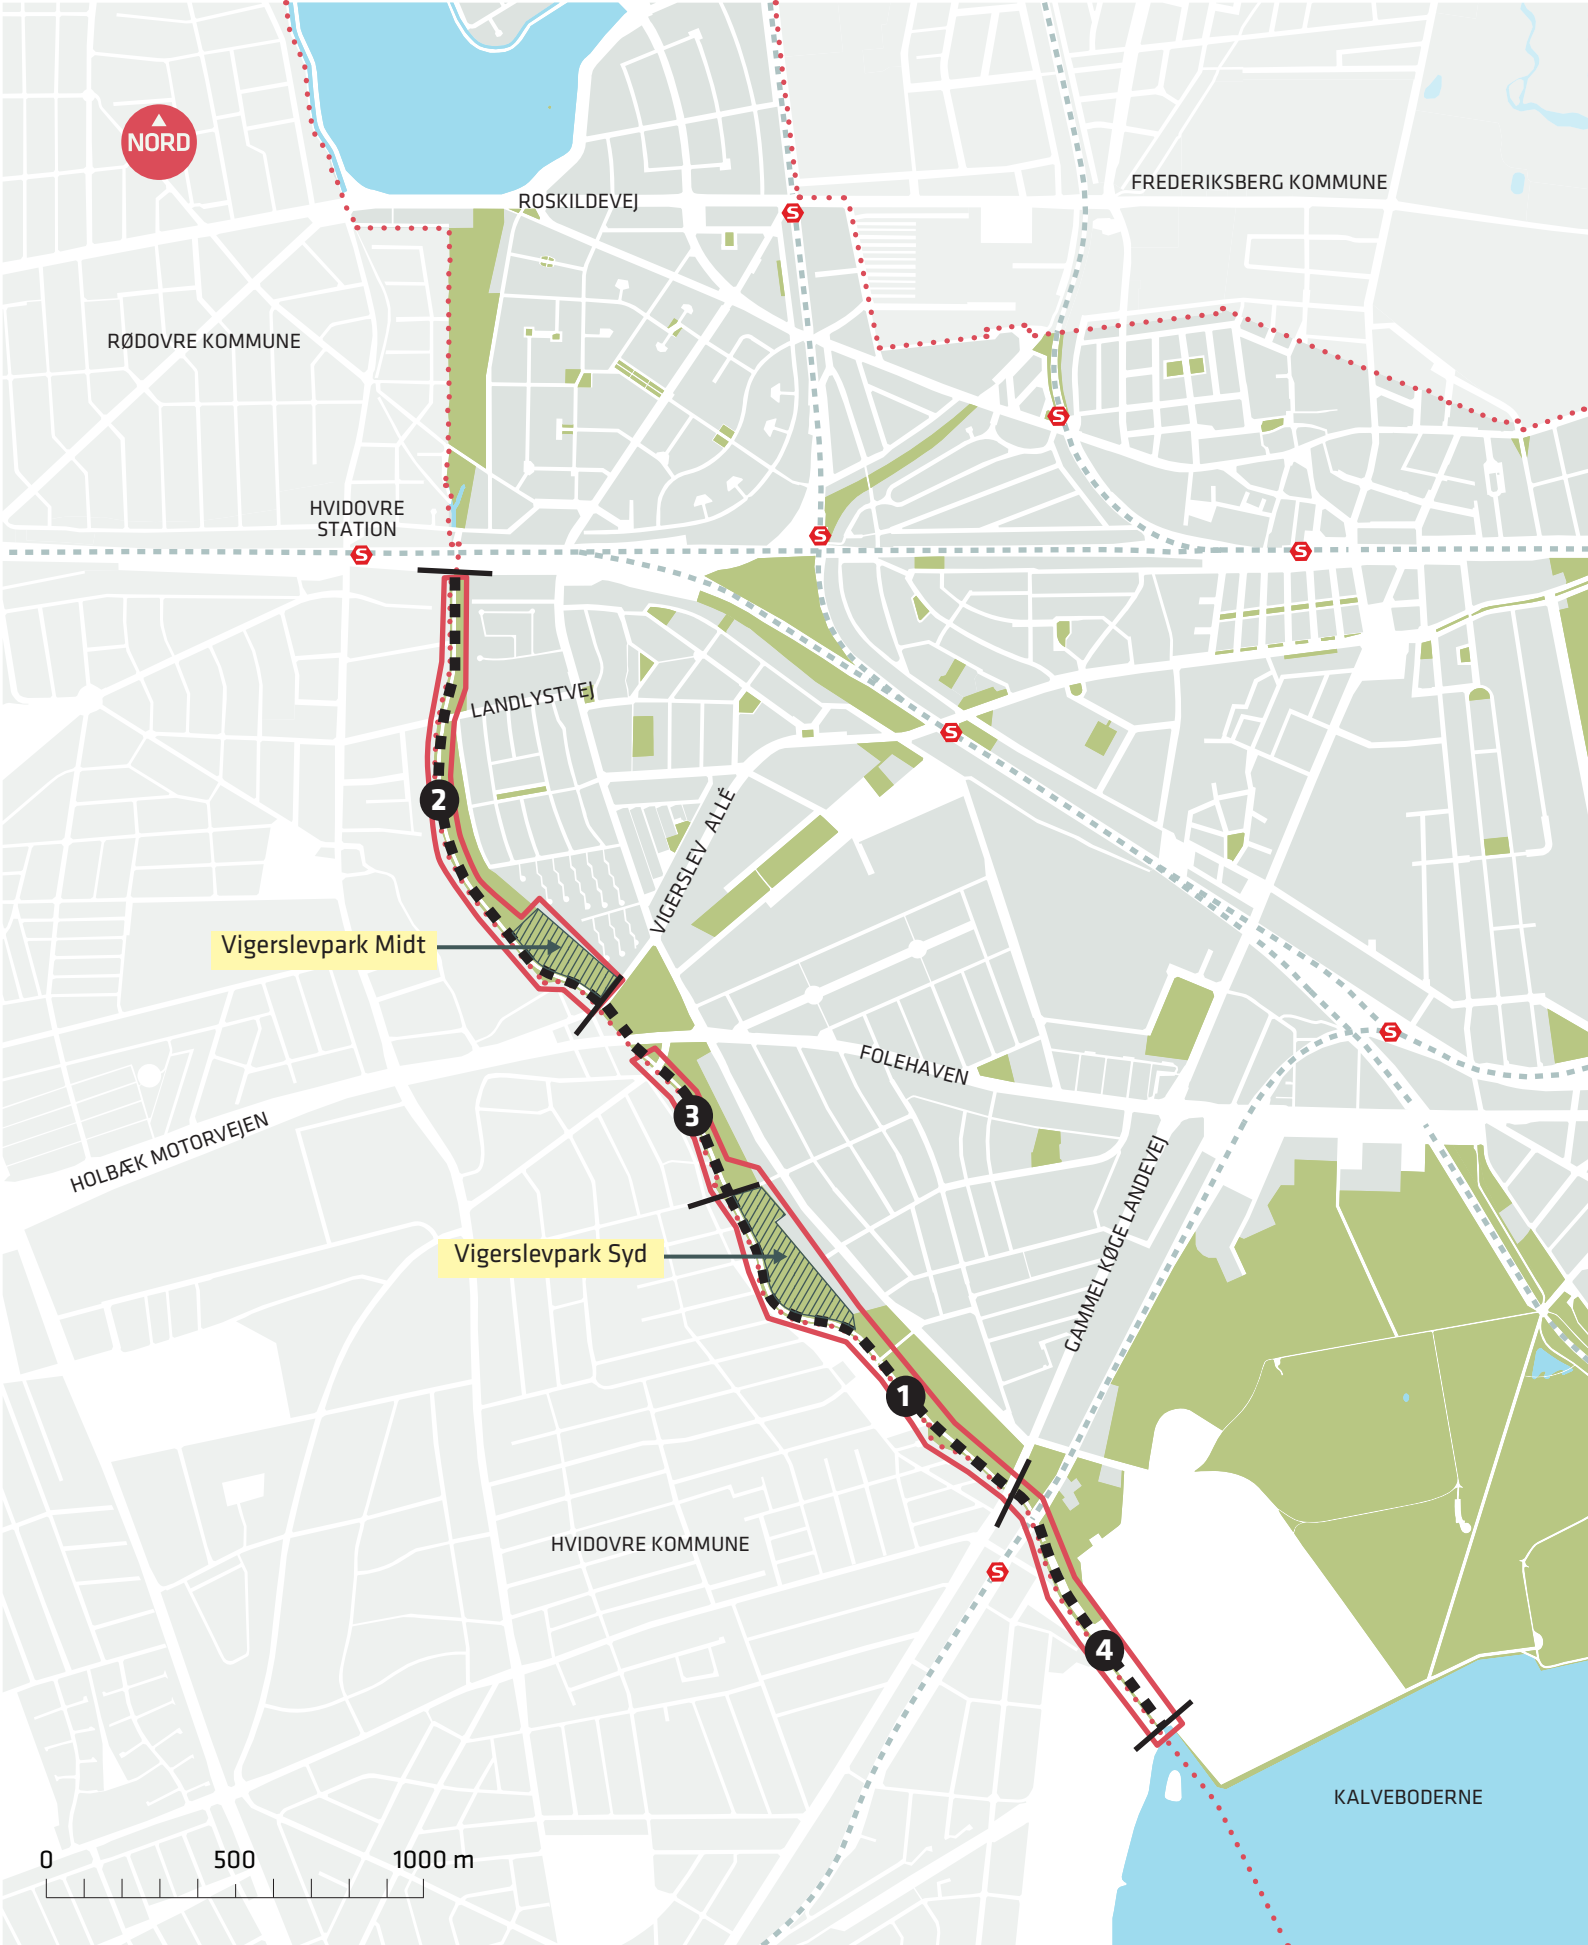 NORD
ROSKILDEVEJ
FREDERIKSBERG KOMMUNE
S
RØDOVRE KOMMUNE
S
HVIDOVRE
STATION
S
S
S
LANDLYSTVEJ
S
2
VIGERSLEV ALLÉ
Vigerslevpark Midt
S
FOLEHAVEN
3
HOLBÆK MOTORVEJEN
GAMMEL KØGE LANDEVEJ
Vigerslevpark Syd
1
HVIDOVRE KOMMUNE
S
4
KALVEBODERNE
0 500 1000 m